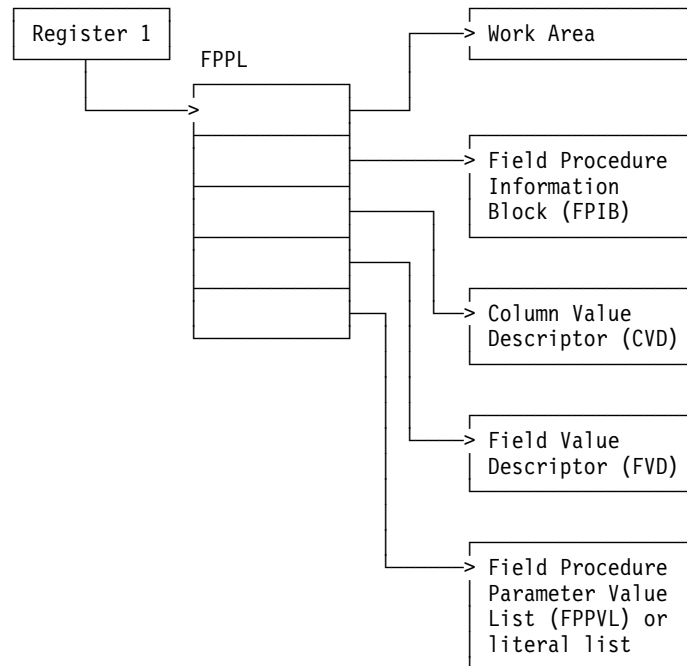 Register 1
Work Area
FPPL
Field Procedure
Information
Block (FPIB)
Column Value
Descriptor (CVD)
Field Value
Descriptor (FVD)
Field Procedure
Parameter Value
List (FPPVL) or
literal list